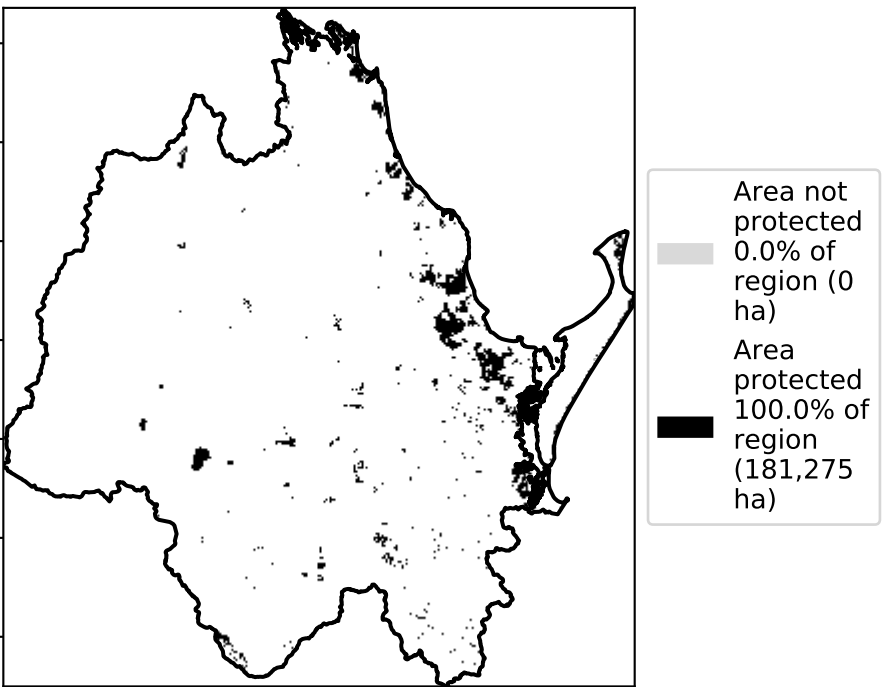 Area not
protected
0.0% of
region (0
ha)
Area
protected
100.0% of
region
(181,275
ha)